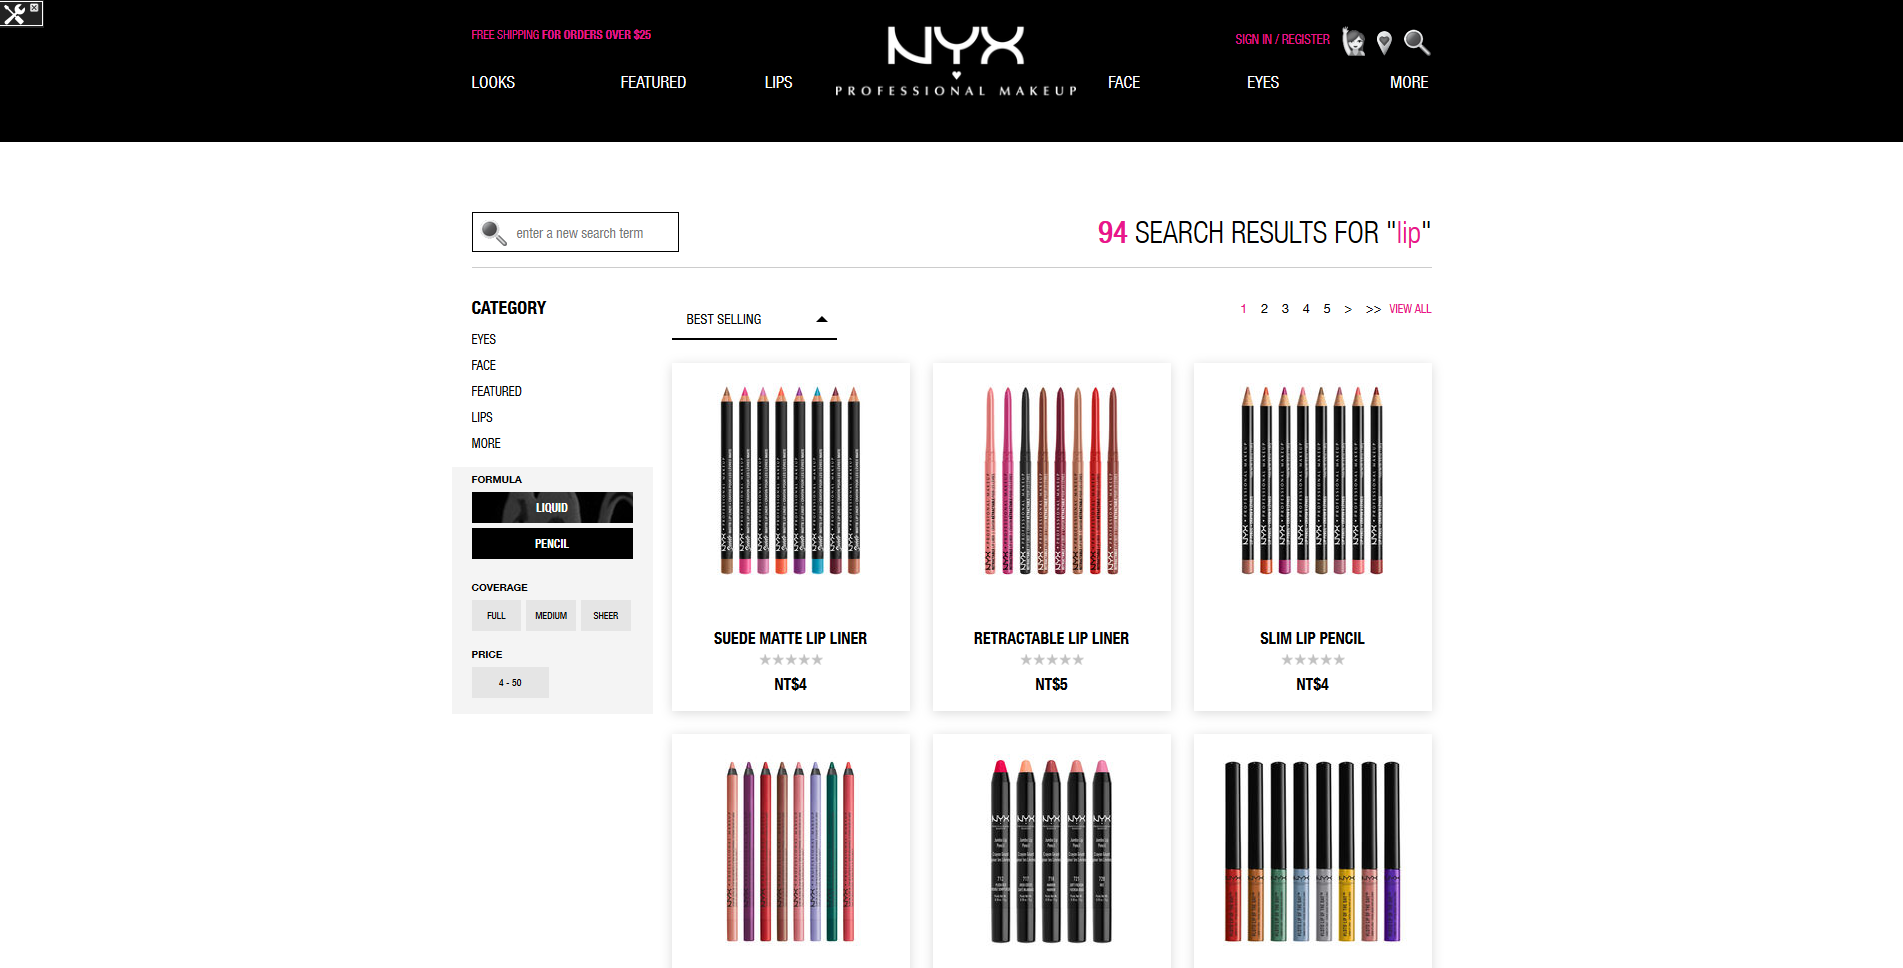 FREE SHIPPING FOR ORDERS OVER $25
NYX
PROFESSIONAL MAKEUP
SIGN IN / REGISTER
LOOKS
FEATURED
LIPS
FACE
EYES
MORE
enter a new search term
94 SEARCH RESULTS FOR "lip"
CATEGORY
EYES
FACE
FEATURED
LIPS
MORE
FORMULA
LIQUID
PENCIL
COVERAGE
FULL
MEDIUM
SHEER
PRICE
4 - 50
BEST SELLING
1 2 3 4 5 > >> VIEW ALL
SUEDE MATTE LIP LINER
NT$4
RETRACTABLE LIP LINER
NT$5
SLIM LIP PENCIL
NT$4